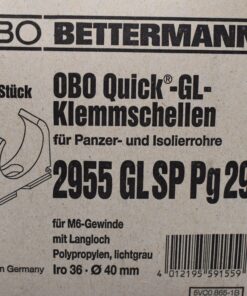 BO BETTERMANN
Stück
OBO Quick®-GL-
Klemmschellen
für Panzer- und Isolierrohre
2955 GL SP Pg 29
für M6-Gewinde
mit Langloch
Polypropylen, lichtgrau
Iro 36 · Ø 40 mm
n Germany
4 012195 591559